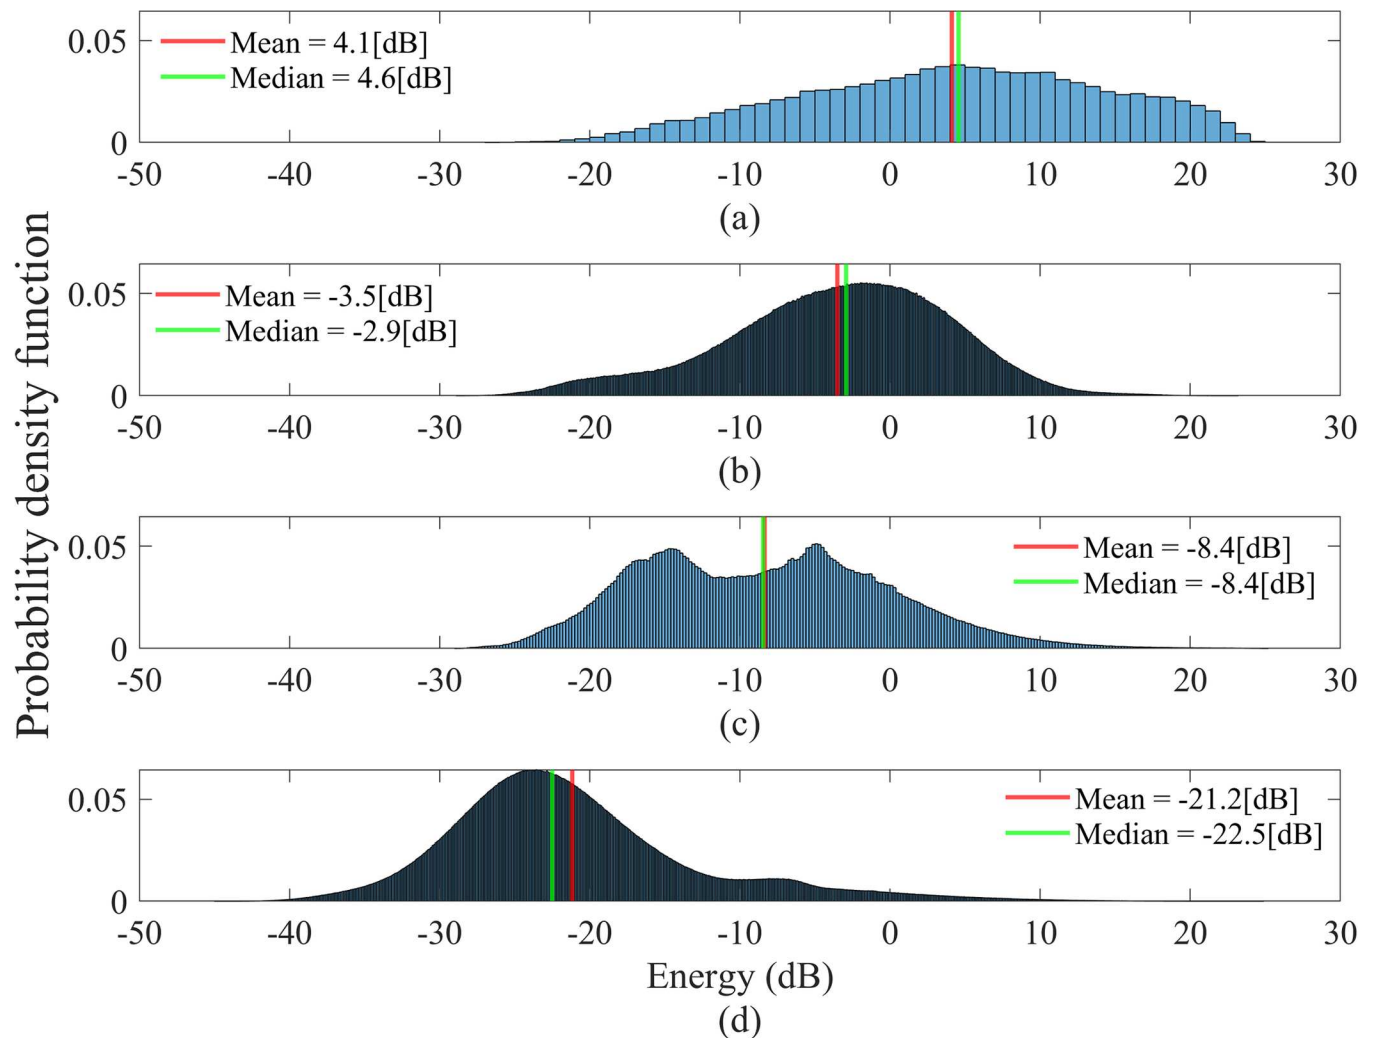 Probability density function
0.05
0
Mean = 4.1[dB]
Median = 4.6[dB]
-50 -40 -30 -20 -10 0 10 20 30
(a)
0.05
0
Mean = -3.5[dB]
Median = -2.9[dB]
-50 -40 -30 -20 -10 0 10 20 30
(b)
0.05
0
Mean = -8.4[dB]
Median = -8.4[dB]
-50 -40 -30 -20 -10 0 10 20 30
(c)
0.05
0
Mean = -21.2[dB]
Median = -22.5[dB]
-50 -40 -30 -20 -10 0 10 20 30
Energy (dB)
(d)